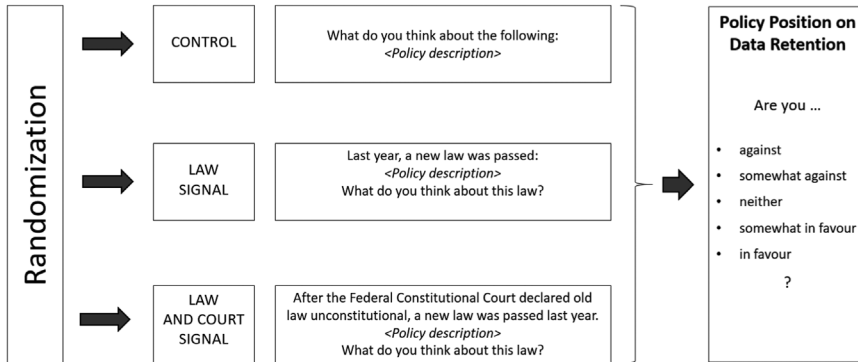 Randomization
CONTROL
What do you think about the following:
<Policy description>
LAW
SIGNAL
Last year, a new law was passed:
<Policy description>
What do you think about this law?
LAW
AND COURT
SIGNAL
After the Federal Constitutional Court declared old
law unconstitutional, a new law was passed last year.
<Policy description>
What do you think about this law?
Policy Position on
Data Retention
Are you ...
• against
• somewhat against
• neither
• somewhat in favour
• in favour
?